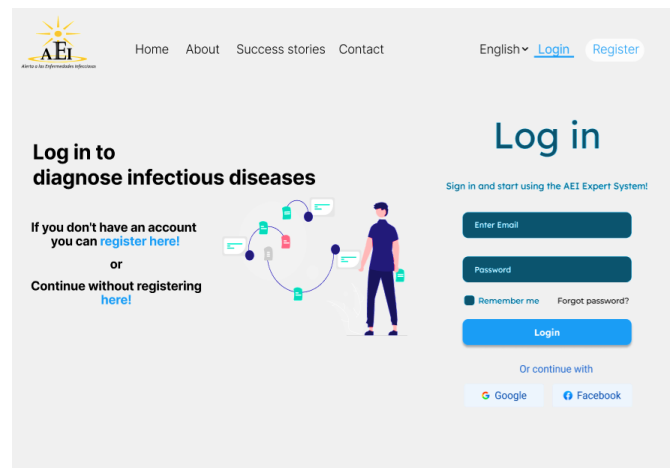 AEI
Alerta a las Enfermedades Infecciosas
Home About Success stories Contact
English Login Register
Log in to
diagnose infectious diseases
If you don't have an account
you can register here!
or
Continue without registering
here!
Log in
Sign in and start using the AEI Expert System!
Enter Email
Password
Remember me Forgot password?
Login
Or continue with
Google Facebook